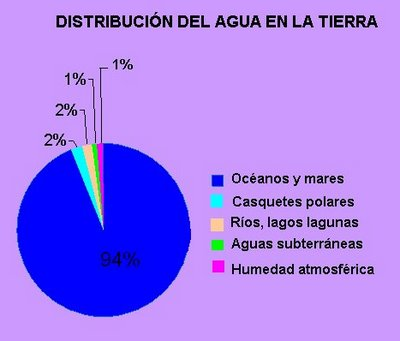 DISTRIBUCIÓN DEL AGUA EN LA TIERRA
1%
1%
2%
2%
94%
Océanos y mares
Casquetes polares
Ríos, lagos lagunas
Aguas subterráneas
Humedad atmosférica